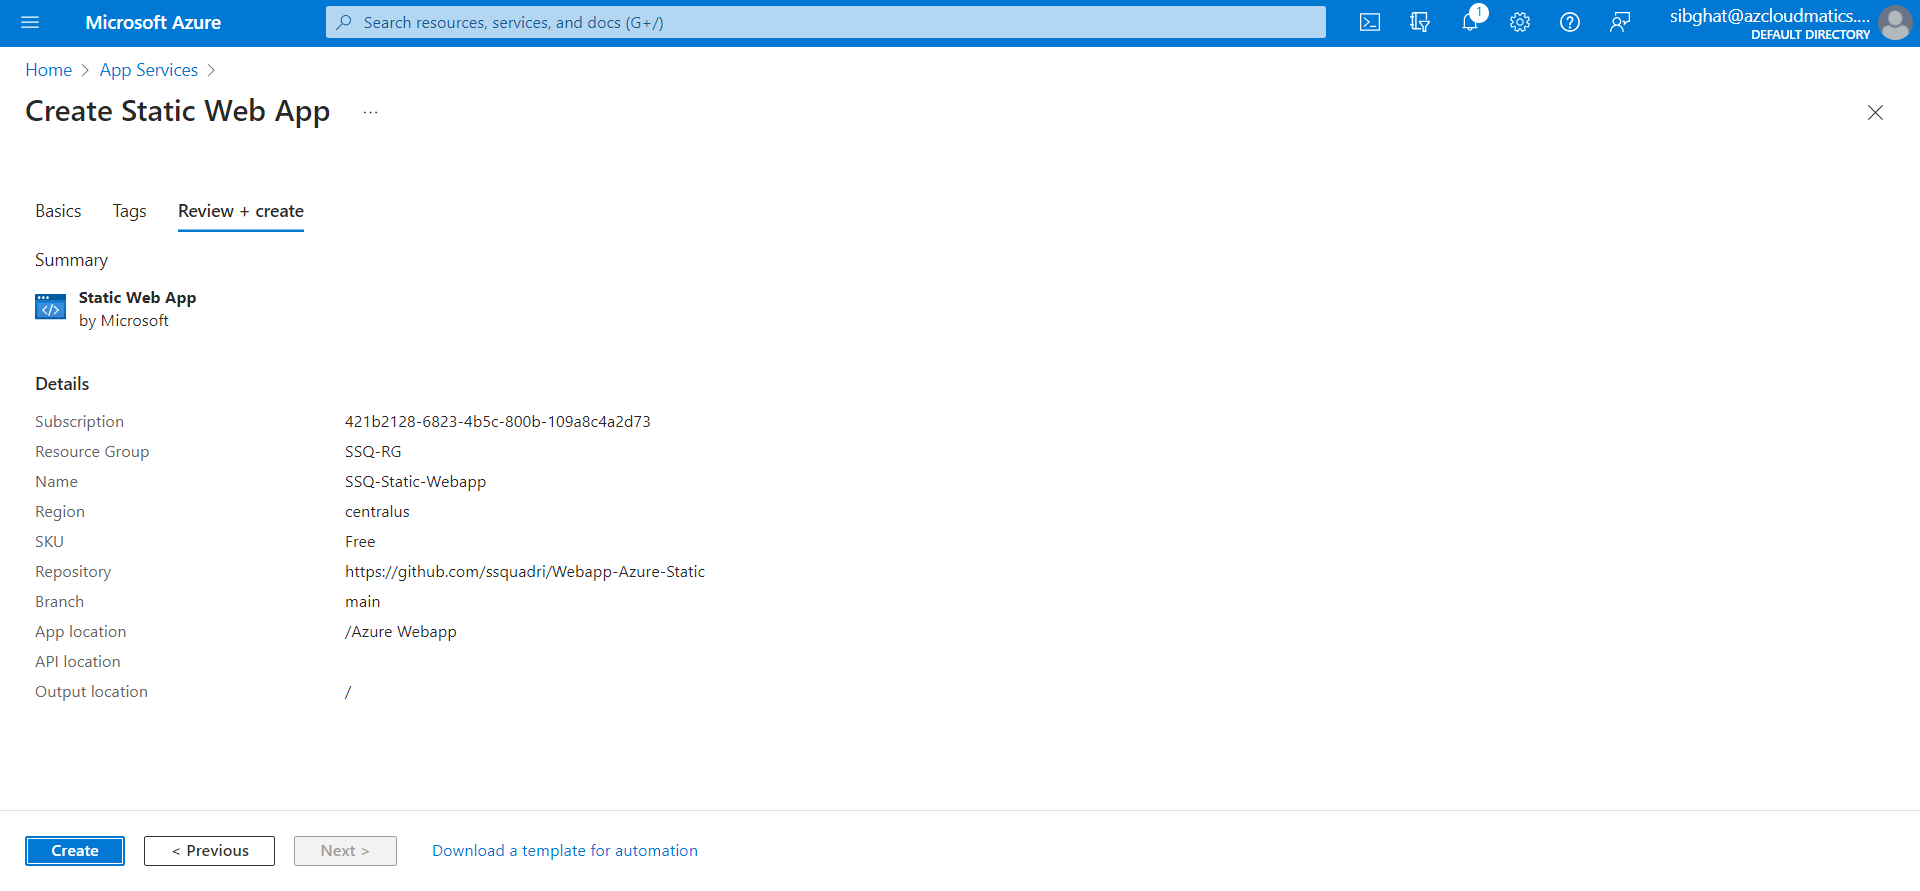 Microsoft Azure
Search resources, services, and docs (G+/)
1
sibghat@azcloudmatics....
DEFAULT DIRECTORY
Home > App Services >
Create Static Web App ...
Basics Tags Review + create
Summary
</>
Static Web App
by Microsoft
Details
Subscription 421b2128-6823-4b5c-800b-109a8c4a2d73
Resource Group SSQ-RG
Name SSQ-Static-Webapp
Region centralus
SKU Free
Repository https://github.com/ssquadri/Webapp-Azure-Static
Branch main
App location /Azure Webapp
API location
Output location /
Create < Previous Next > Download a template for automation